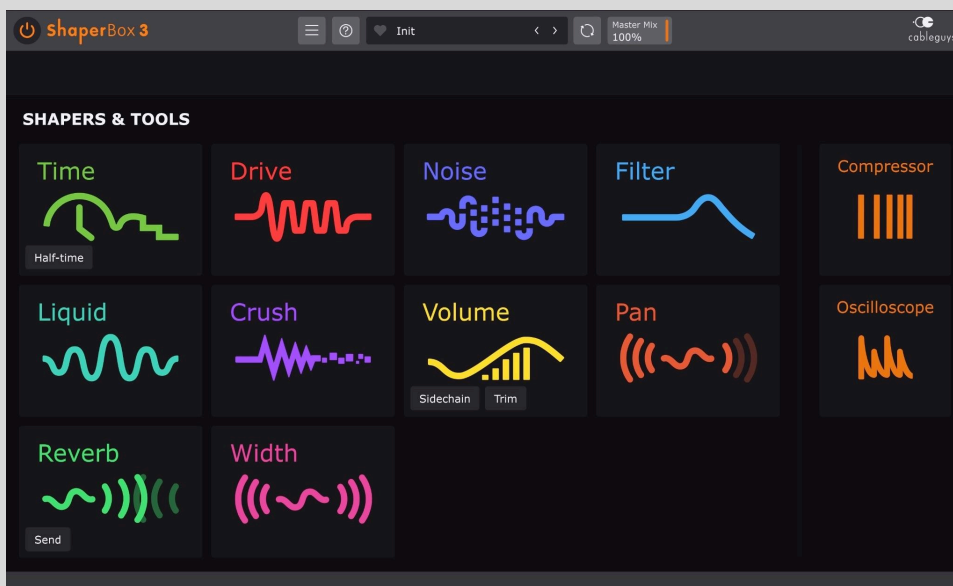 ShaperBox 3
Init
Master Mix
100%
cableguys
SHAPERS & TOOLS
Time
Half-time
Drive
Noise
Filter
Compressor
Liquid
Crush
Volume
Sidechain
Trim
Pan
Oscilloscope
Reverb
Send
Width